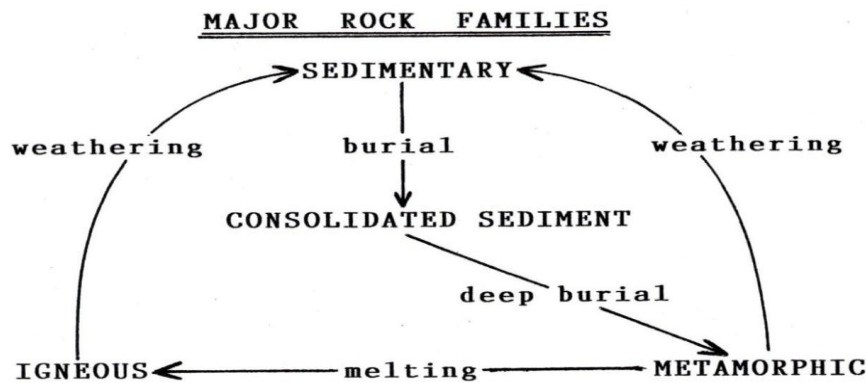 MAJOR ROCK FAMILIES
SEDIMENTARY
weathering burial weathering
CONSOLIDATED SEDIMENT
deep burial
IGNEOUS melting METAMORPHIC